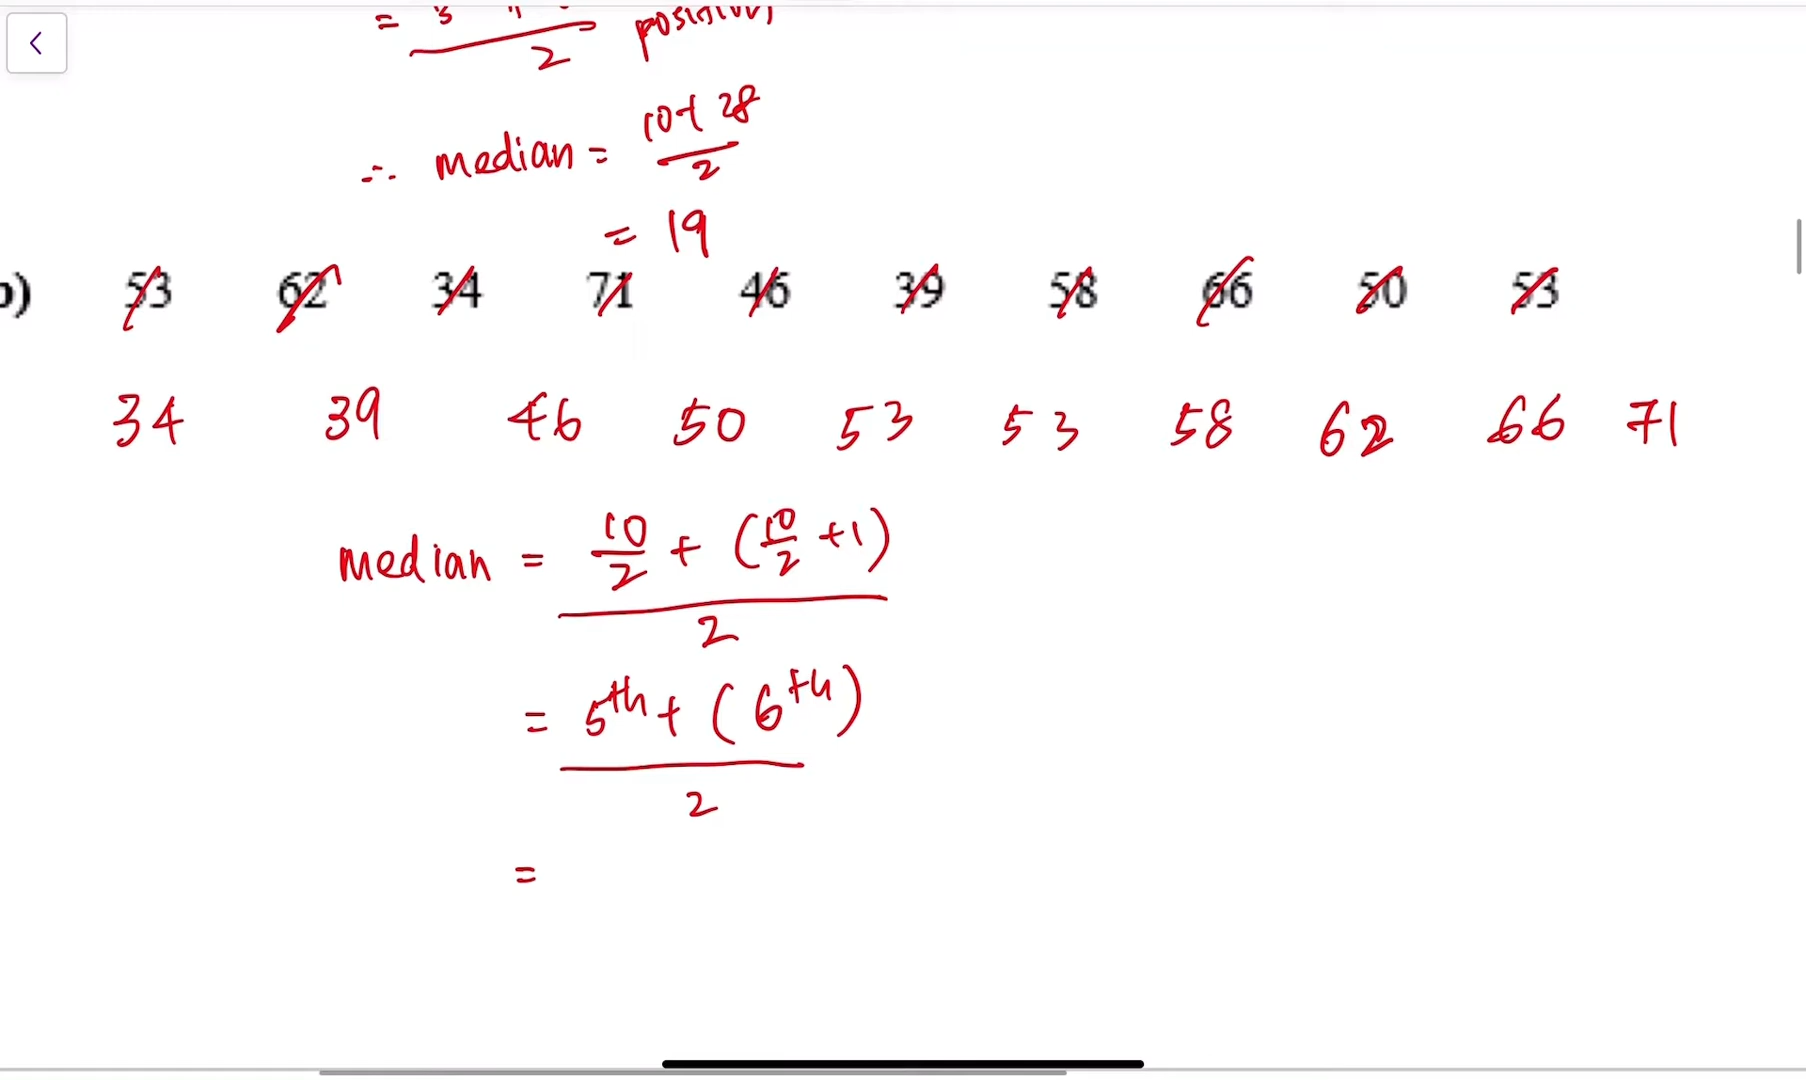 =
2
∴ median = 10+28
2
= 19
b) 53 62 34 71 46 39 58 66 50 53
34 39 46 50 53 53 58 62 66 71
median = 10/2 + (10/2 + 1)
2
= 5th + (6th)
2
=